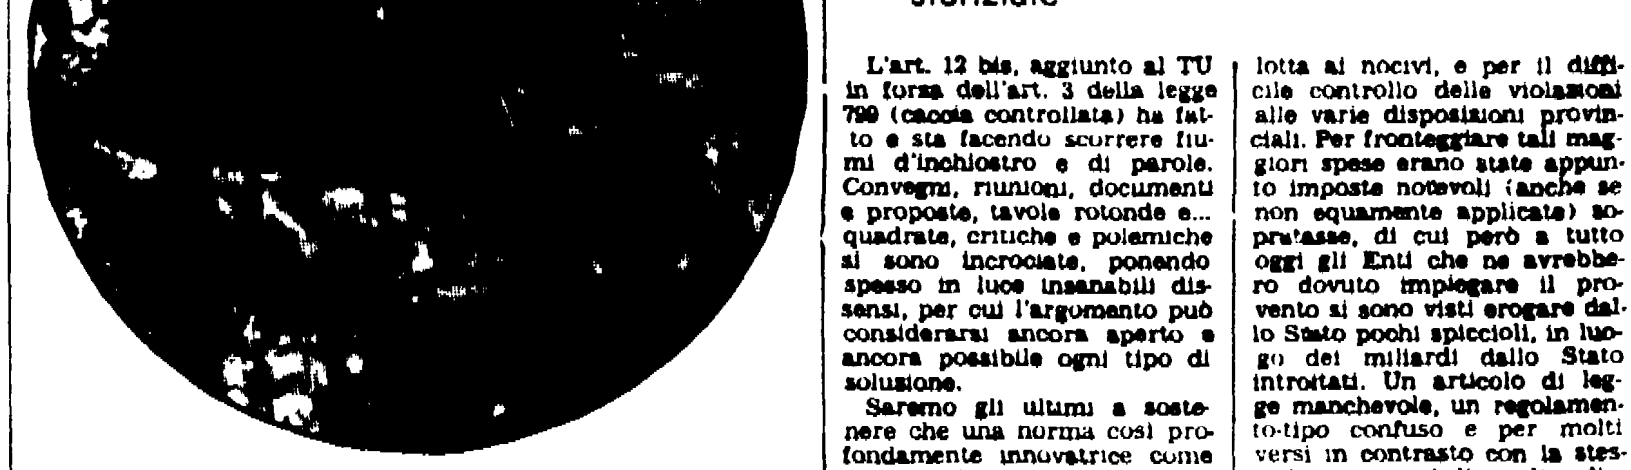 L'art. 12 bis, aggiunto al TU
in forza dell'art. 3 della legge
799 (caccia controllata) ha fat-
to e sta facendo scorrere fiu-
mi d'inchiostro e di parole.
Convegni, riunioni, documenti
e proposte, tavole rotonde e...
quadrate, critiche e polemiche
si sono incrociate, ponendo
spesso in luce insanabili dis-
sensi, per cui l'argomento può
considerarsi ancora aperto e
ancora possibile ogni tipo di
soluzione.
Saremo gli ultimi a soste-
nere che una norma così pro-
fondamente innovatrice come
lotta ai nocivi, e per il diffi-
cile controllo delle violazioni
alle varie disposizioni provin-
ciali. Per fronteggiare tali mag-
giori spese erano state appun-
to imposte notevoli (anche se
non equamente applicate) so-
pratasse, di cui però a tutto
oggi gli Enti che ne avrebbe-
ro dovuto impiegare il pro-
vento si sono visti erogare dal-
lo Stato pochi spiccioli, in luo-
go dei miliardi dallo Stato
introitati. Un articolo di leg-
ge manchevole, un regolamen-
to-tipo confuso e per molti
versi in contrasto con la stes-